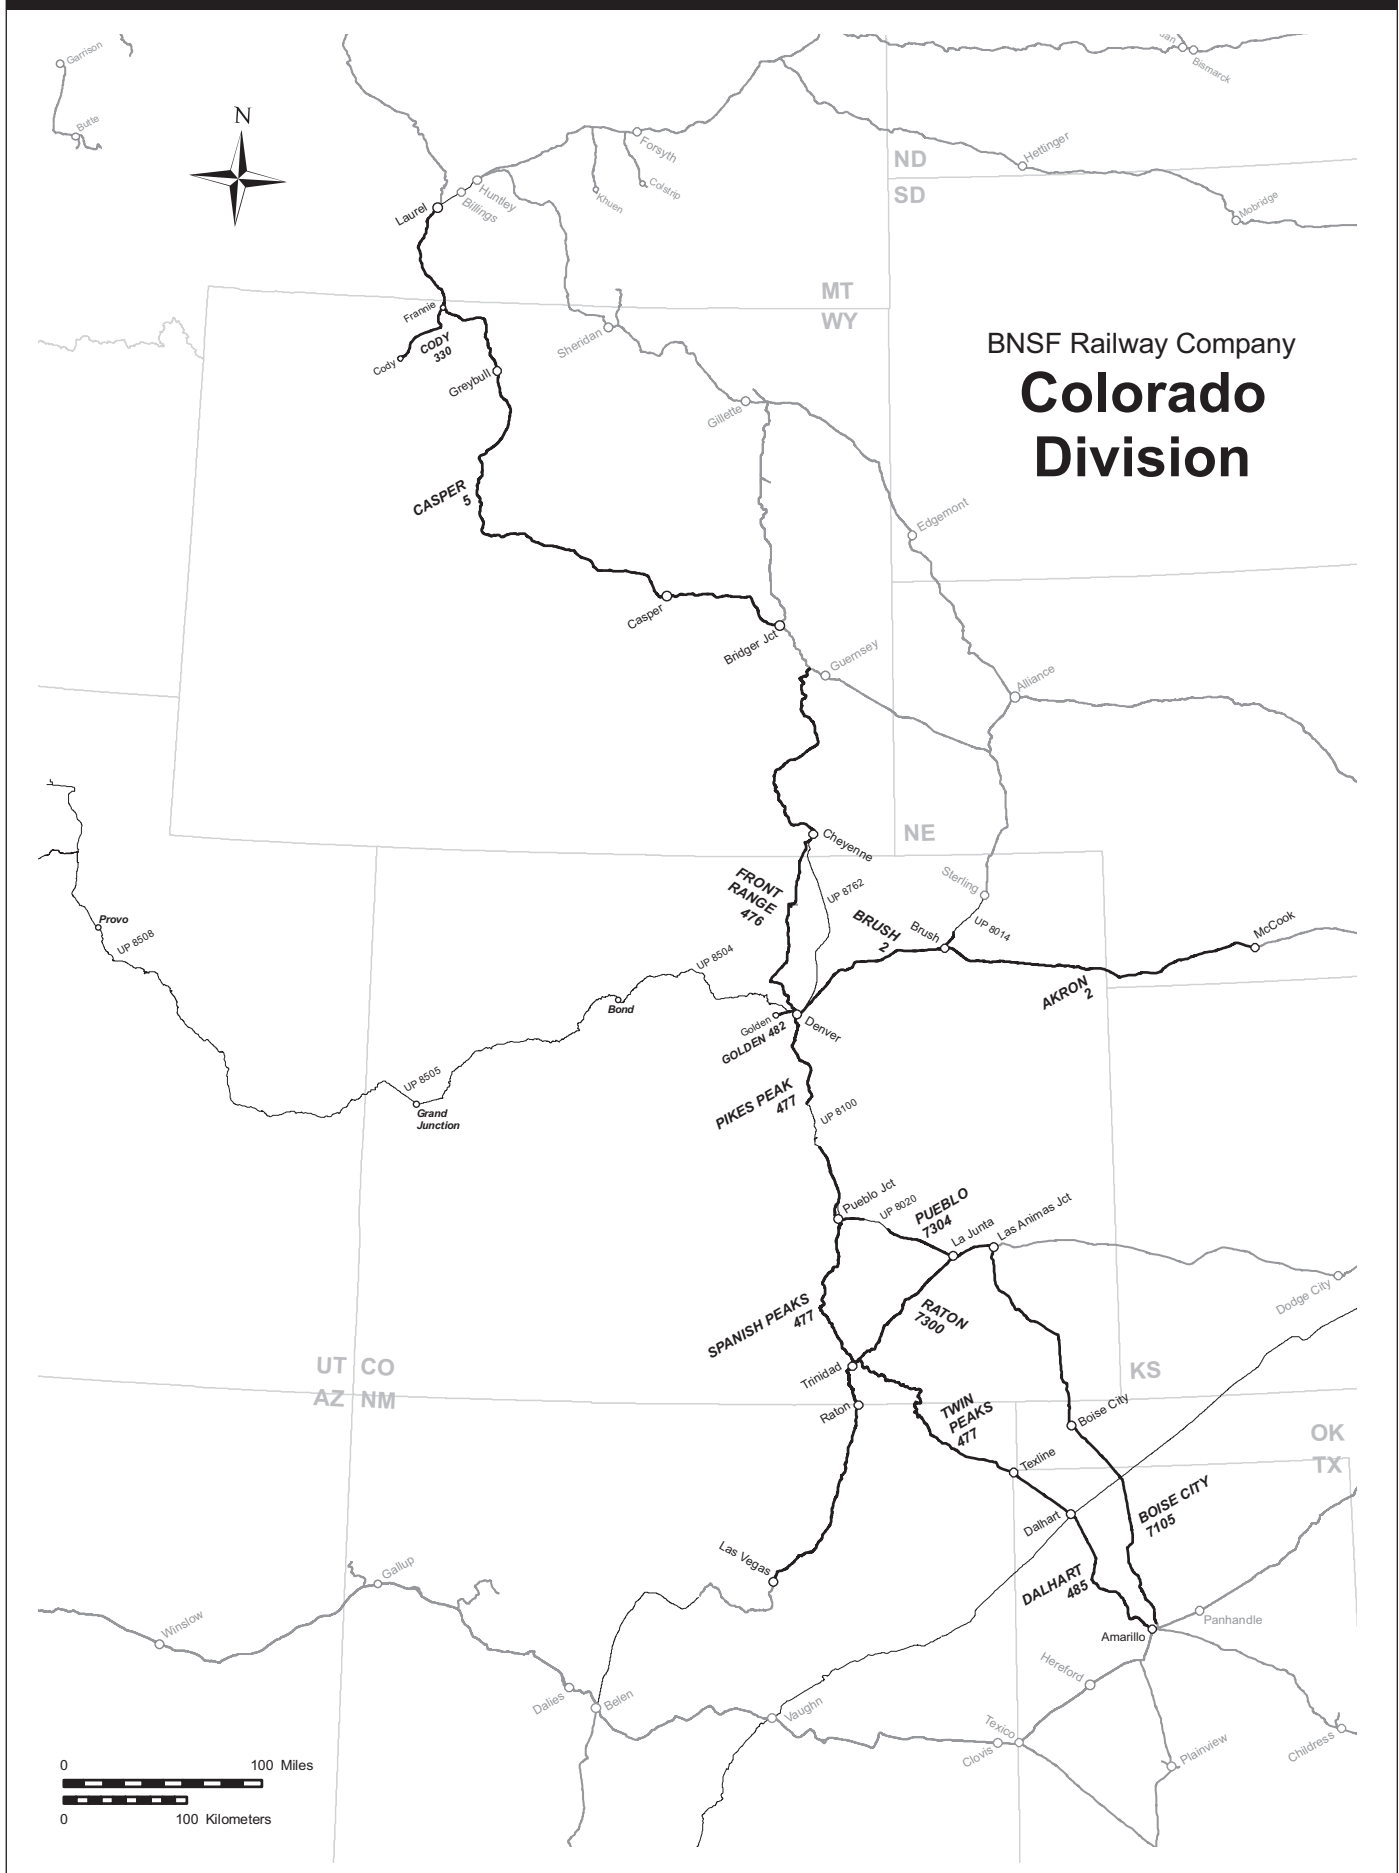 Garrison
Butte
N
Bismarck
Forsyth
Colstrip
Khuen
Hettinger
ND
SD
Mobridge
Huntley
Billings
Laurel
MT
WY
Frannie
CODY
330
Cody
Greybull
Sheridan
Gillette
BNSF Railway Company
Colorado
Division
CASPER
5
Edgemont
Casper
Bridger Jct
Guernsey
Alliance
Cheyenne
NE
FRONT
RANGE
476
UP 8762
Sterling
BRUSH
2
Brush
UP 8014
McCook
AKRON
2
Provo
UP 8508
UP 8504
Bond
Golden
GOLDEN 482
Denver
UP 8505
Grand
Junction
PIKES PEAK
477
UP 8100
Pueblo Jct
UP 8020
PUEBLO
7304
La Junta
Las Animas Jct
Dodge City
SPANISH PEAKS
477
RATON
7300
UT
CO
AZ
NM
Trinidad
KS
Raton
TWIN
PEAKS
477
Boise City
OK
TX
Texline
Dalhart
BOISE CITY
7105
Las Vegas
DALHART
485
Gallup
Winslow
Panhandle
Amarillo
Hereford
Dalies
Belen
Vaughn
Texico
Clovis
Plainview
Childress
0
100 Miles
0
100 Kilometers